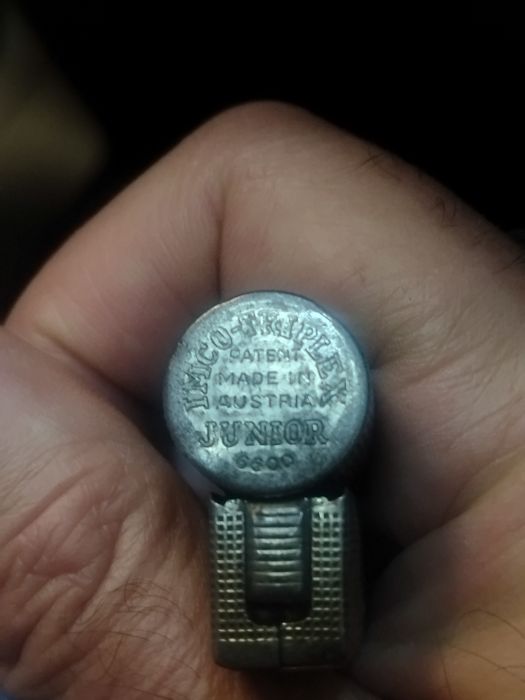 IMCO-TRIPLEX
PATENT
MADE IN
AUSTRIA
JUNIOR
6600